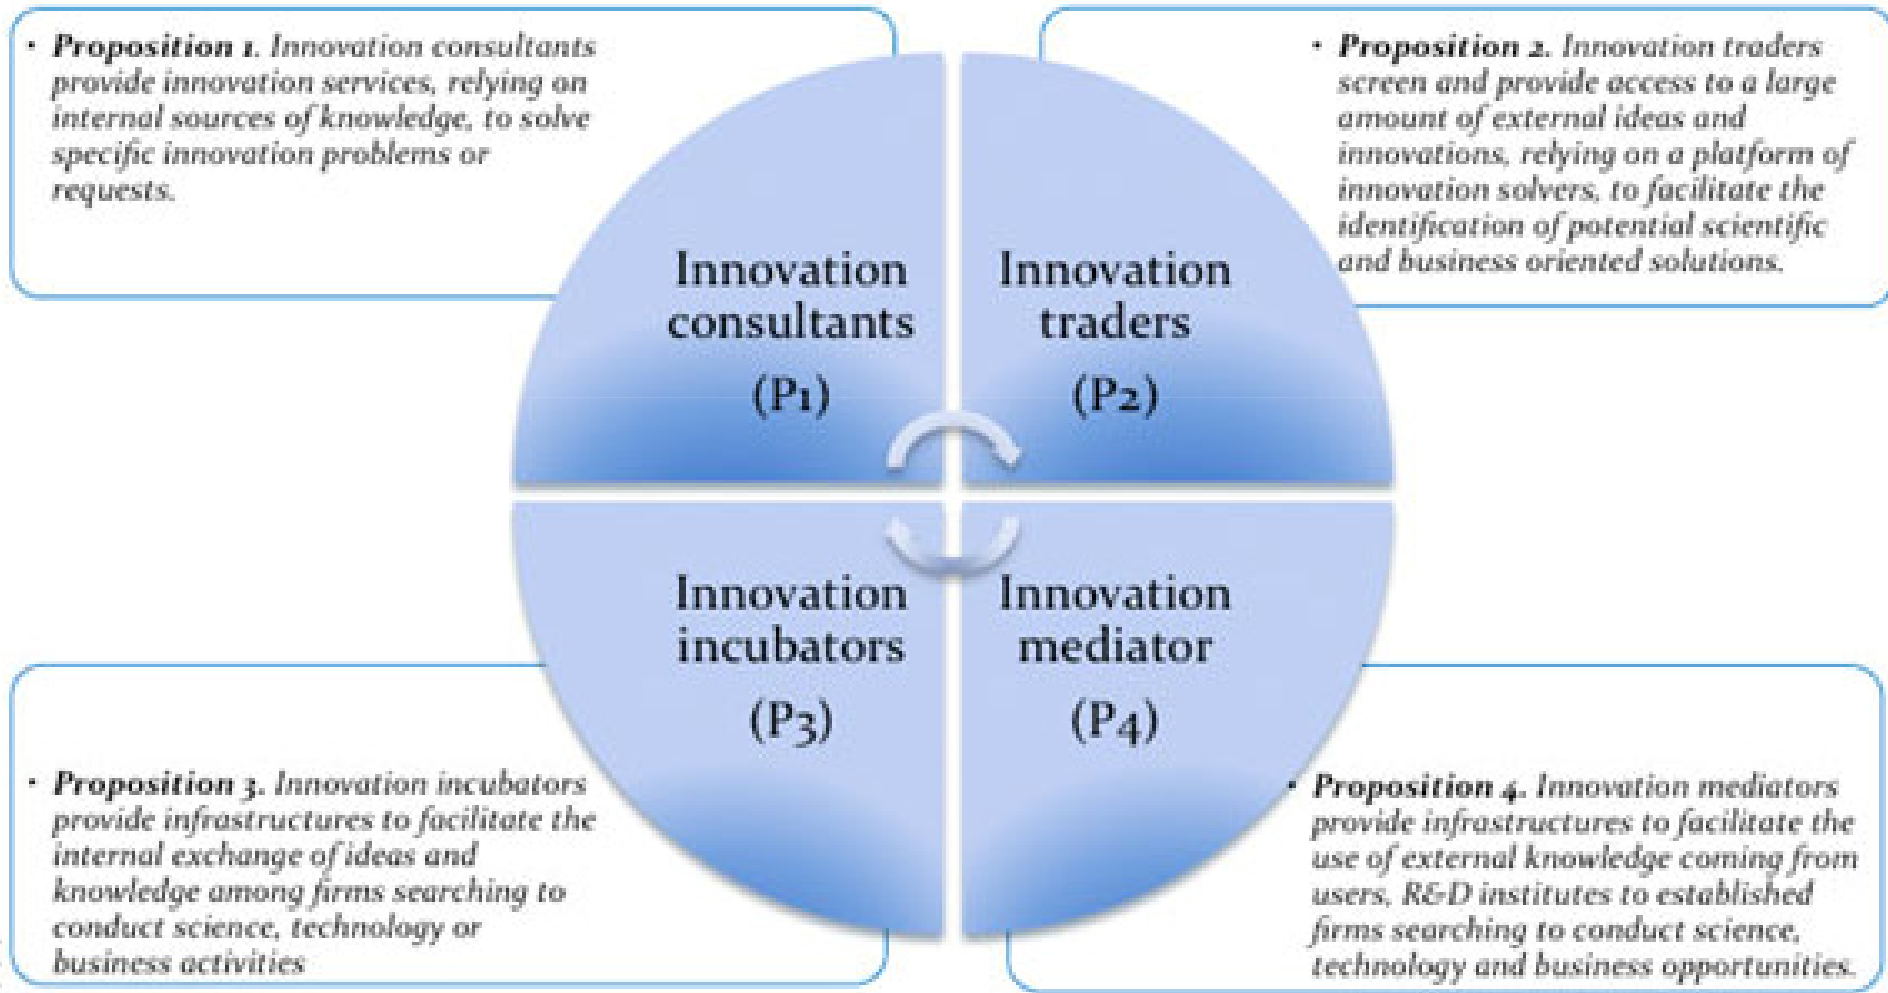 • Proposition 1. Innovation consultants
provide innovation services, relying on
internal sources of knowledge, to solve
specific innovation problems or
requests.
• Proposition 2. Innovation traders
screen and provide access to a large
amount of external ideas and
innovations, relying on a platform of
innovation solvers, to facilitate the
identification of potential scientific
and business oriented solutions.
Innovation
consultants
(P1)
Innovation
traders
(P2)
Innovation
incubators
(P3)
Innovation
mediator
(P4)
• Proposition 3. Innovation incubators
provide infrastructures to facilitate the
internal exchange of ideas and
knowledge among firms searching to
conduct science, technology or
business activities
• Proposition 4. Innovation mediators
provide infrastructures to facilitate the
use of external knowledge coming from
users, R&D institutes to established
firms searching to conduct science,
technology and business opportunities.